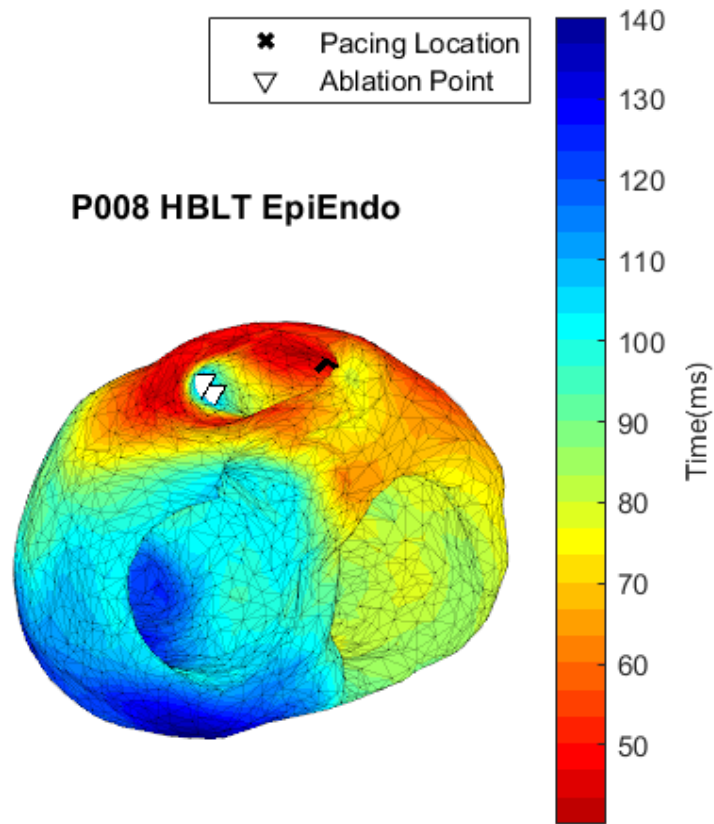 Pacing Location
Ablation Point
P008 HBLT EpiEndo
140
130
120
110
100
90
80
70
60
50
Time(ms)